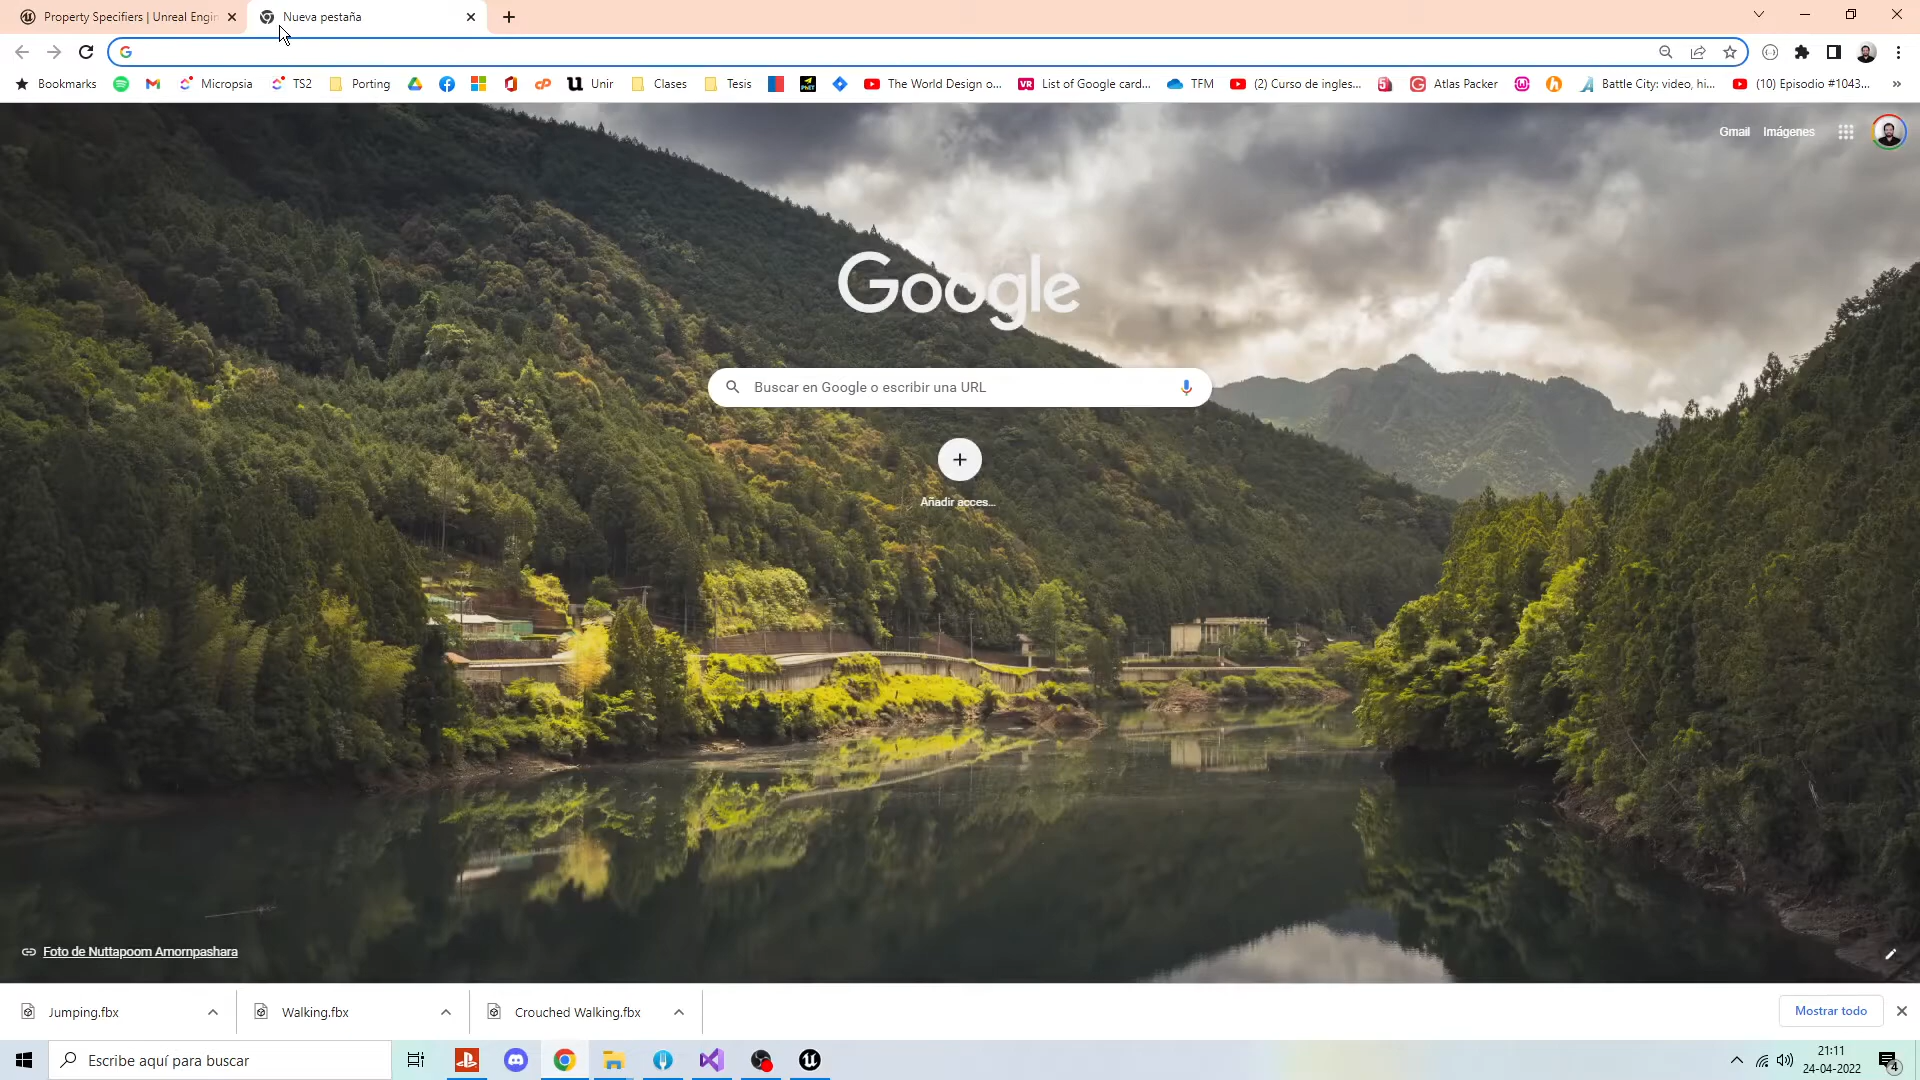 Property Specifiers | Unreal Engin
Nueva pestaña
Bookmarks
Micropsia
TS2
Porting
Unir
Clases
Tesis
The World Design o...
List of Google card...
TFM
(2) Curso de ingles...
Atlas Packer
Battle City: video, hi...
(10) Episodio #1043...
»
Gmail Imágenes
Google
Buscar en Google o escribir una URL
Añadir acces...
Foto de Nuttapoom Amornpashara
Jumping.fbx
Walking.fbx
Crouched Walking.fbx
Mostrar todo
Escribe aquí para buscar
21:11
24-04-2022
4